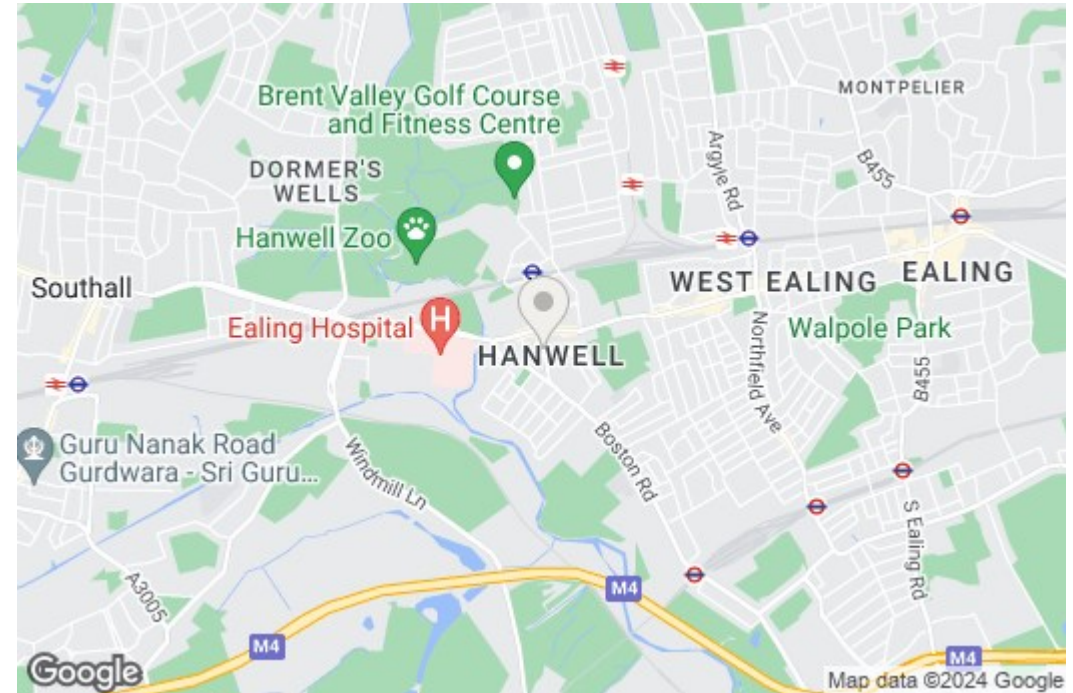 MONTPELIER
Brent Valley Golf Course
and Fitness Centre
Argyle Rd
B455
DORMER'S
WELLS
Hanwell Zoo
Southall
WEST EALING
EALING
Ealing Hospital
H
HANWELL
Northfield Ave
Walpole Park
B455
Guru Nanak Road
Gurdwara - Sri Guru...
Windmill Ln
Boston Rd
S Ealing Rd
A3005
M4
M4
M4
Google
Map data ©2024 Google